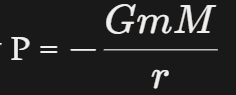 P = − GmM / r